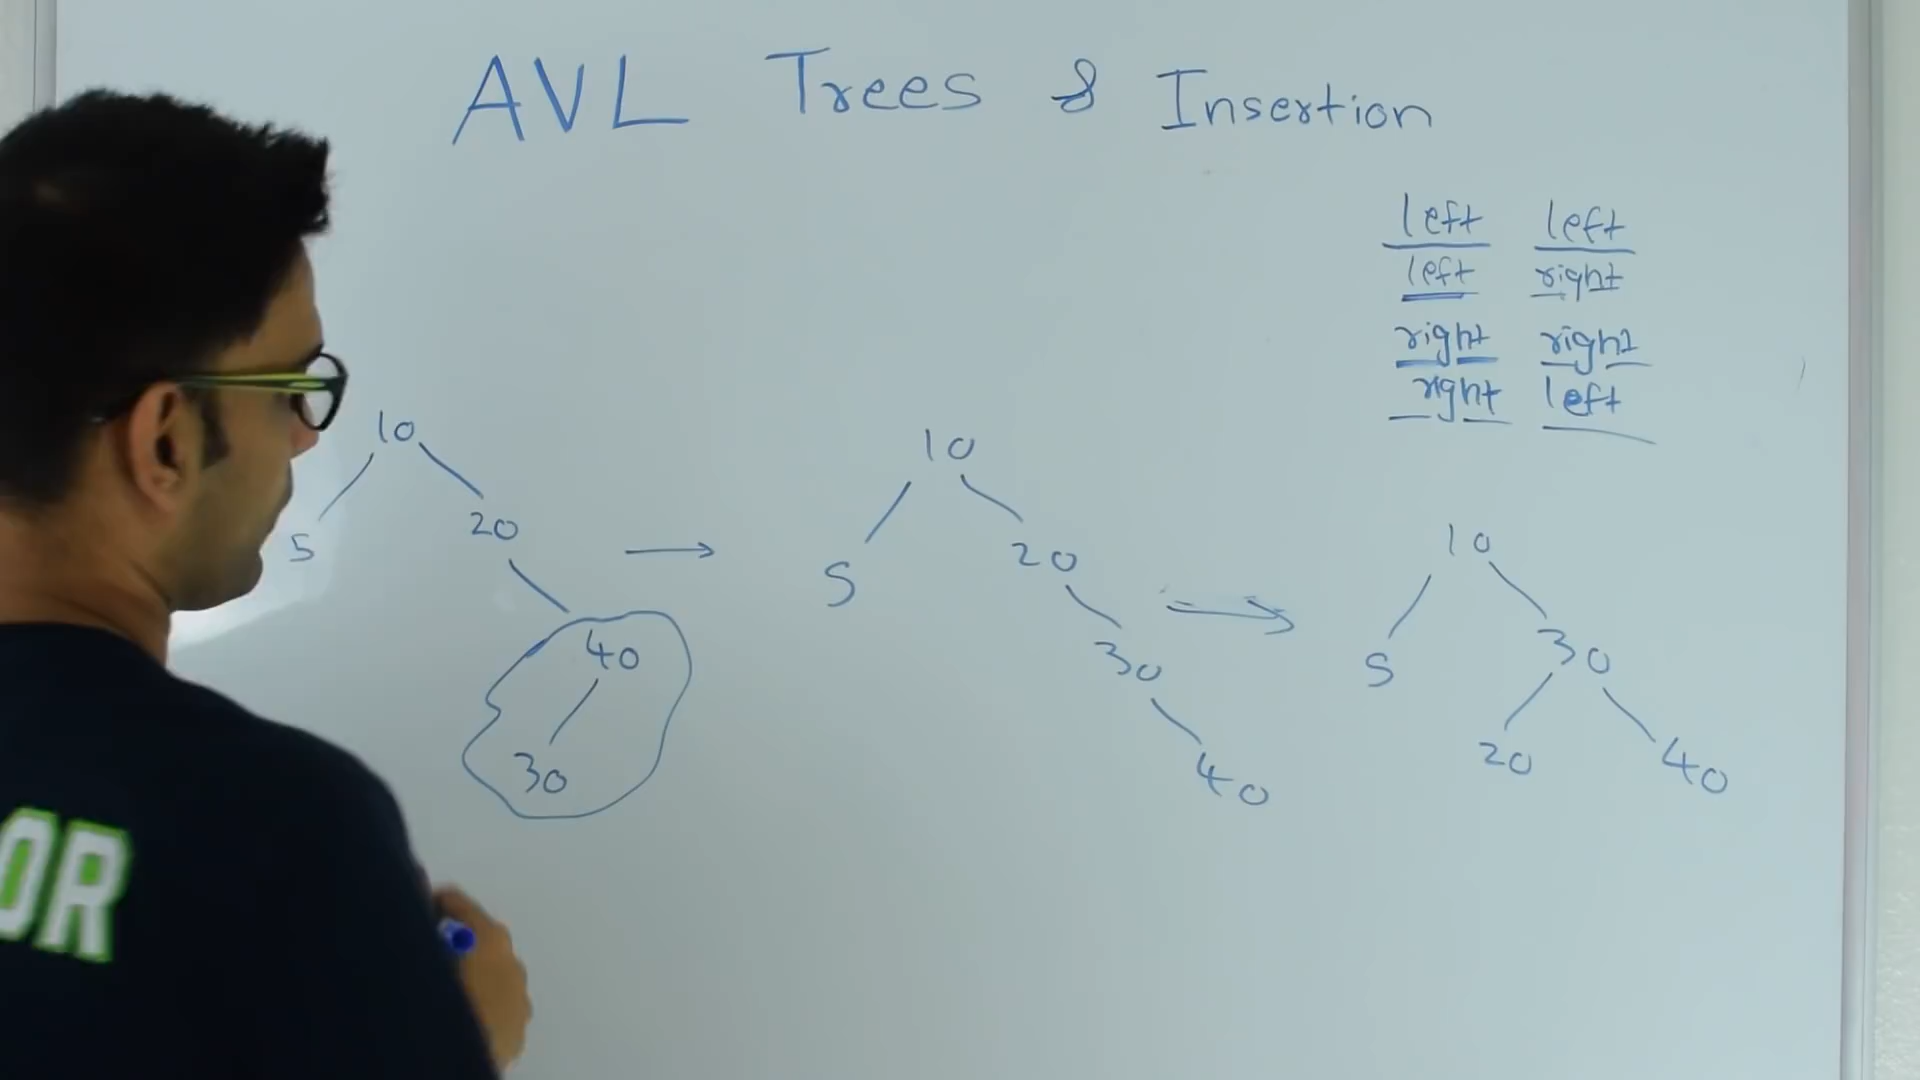 AVL Trees & Insertion
left left
left right
right right
right left
10
5 20
40
30
→
10
5 20
30
40
⇒
10
5 30
20 40
OR